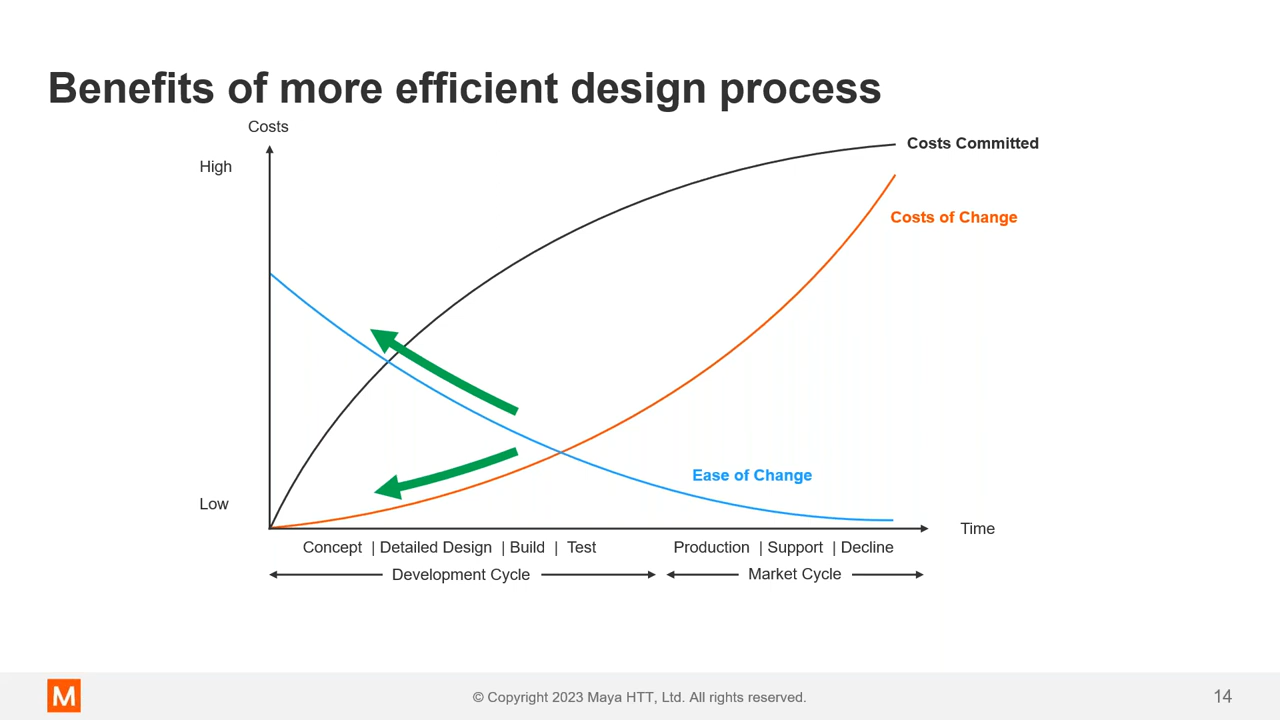 Benefits of more efficient design process
Costs
High
Costs Committed
Costs of Change
Ease of Change
Low
Time
Concept | Detailed Design | Build | Test Production | Support | Decline
Development Cycle Market Cycle
M © Copyright 2023 Maya HTT, Ltd. All rights reserved. 14